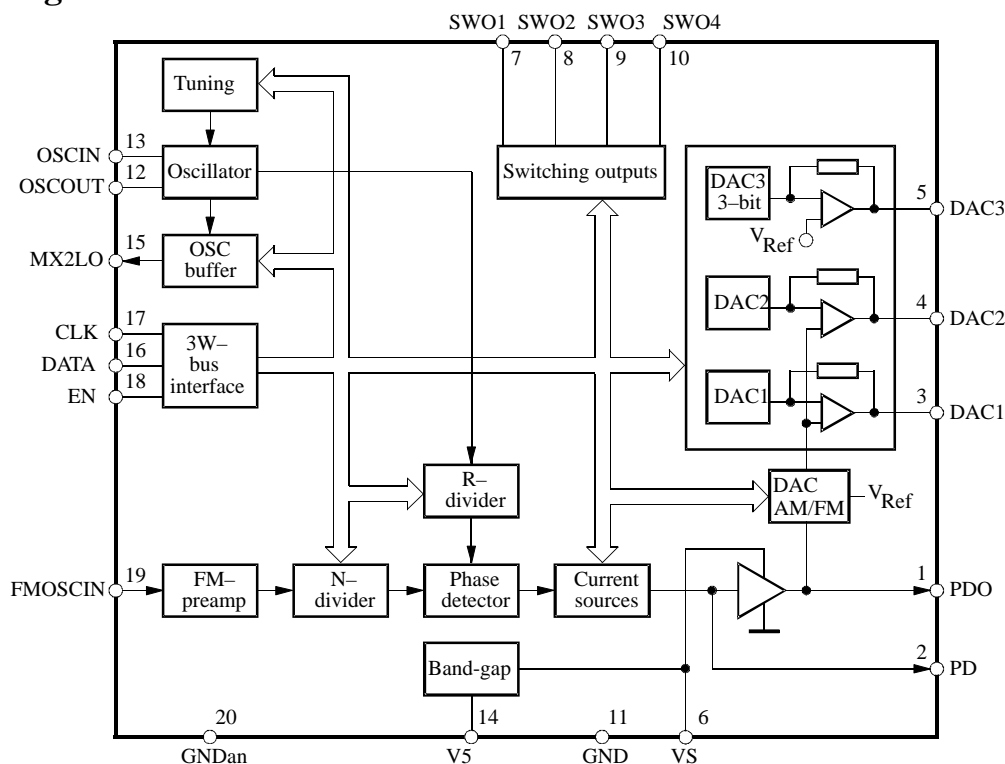 SWO1 SWO2 SWO3 SWO4
7 8 9 10
Tuning
13
OSCIN
12
OSCOUT
Oscillator
Switching outputs
DAC3
3–bit
5
DAC3
VRef
15
MX2LO
OSC
buffer
DAC2
4
DAC2
17
CLK
16
DATA
18
EN
3W–
bus
interface
DAC1
3
DAC1
R–
divider
DAC
AM/FM
VRef
19
FMOSCIN
FM–
preamp
N–
divider
Phase
detector
Current
sources
1
PDO
2
PD
Band-gap
20 14 11 6
GNDan V5 GND VS